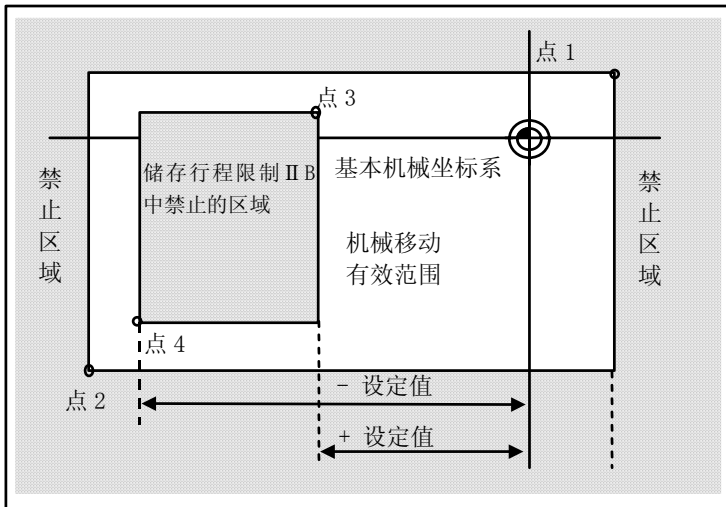 点 1
点 3
禁止区域
储存行程限制ⅡB
中禁止的区域
基本机械坐标系
机械移动
有效范围
禁止区域
点 4
点 2
- 设定值
+ 设定值